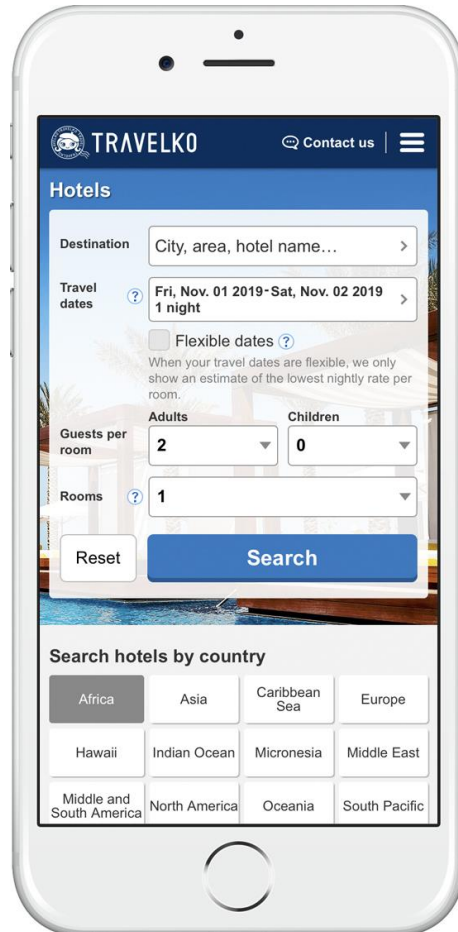 TRAVELKO
Contact us
Hotels
Destination
City, area, hotel name...
Travel
dates
?
Fri, Nov. 01 2019-Sat, Nov. 02 2019
1 night
Flexible dates ?
When your travel dates are flexible, we only
show an estimate of the lowest nightly rate per
room.
Adults
Children
Guests per
room
2
0
Rooms
?
1
Reset
Search
Search hotels by country
Africa
Asia
Caribbean
Sea
Europe
Hawaii
Indian Ocean
Micronesia
Middle East
Middle and
South America
North America
Oceania
South Pacific